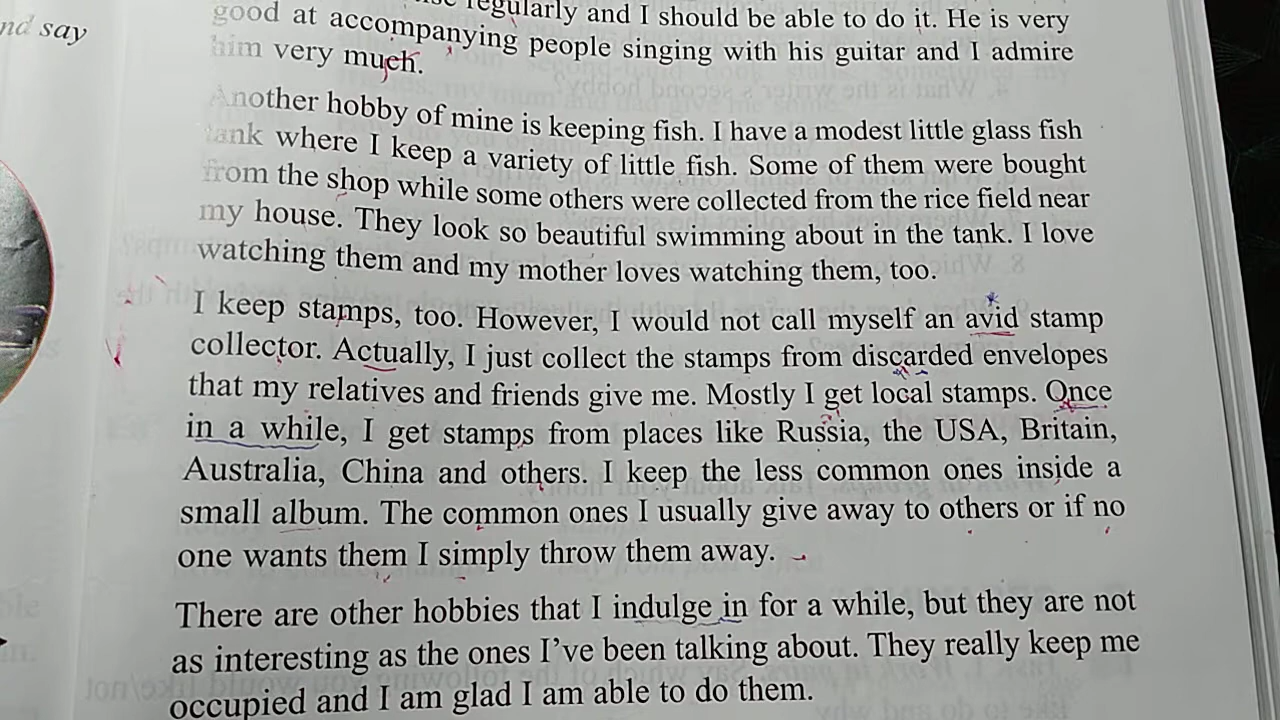 nd say
regularly and I should be able to do it. He is very
good at accompanying people singing with his guitar and I admire
him very much.
Another hobby of mine is keeping fish. I have a modest little glass fish
tank where I keep a variety of little fish. Some of them were bought
from the shop while some others were collected from the rice field near
my house. They look so beautiful swimming about in the tank. I love
watching them and my mother loves watching them, too.
I keep stamps, too. However, I would not call myself an avid stamp
collector. Actually, I just collect the stamps from discarded envelopes
that my relatives and friends give me. Mostly I get local stamps. Once
in a while, I get stamps from places like Russia, the USA, Britain,
Australia, China and others. I keep the less common ones inside a
small album. The common ones I usually give away to others or if no
one wants them I simply throw them away.
There are other hobbies that I indulge in for a while, but they are not
as interesting as the ones I’ve been talking about. They really keep me
occupied and I am glad I am able to do them.